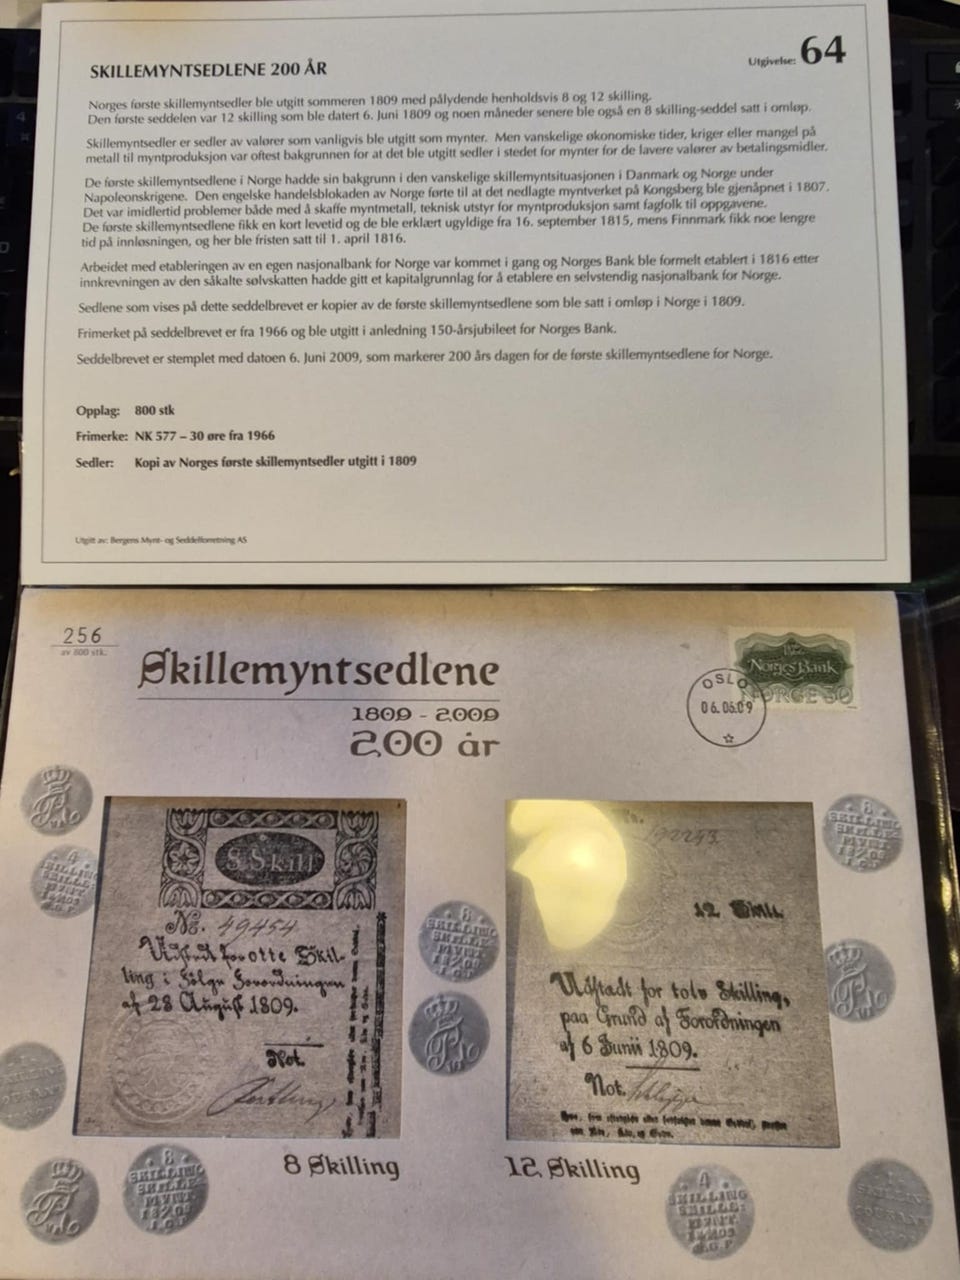 SKILLEMYNTSEDLENE 200 ÅR
Utgivelse: 64
Norges første skillemyntsedler ble utgitt sommeren 1809 med pålydende henholdsvis 8 og 12 skilling.
Den første seddelen var 12 skilling som ble datert 6. Juni 1809 og noen måneder senere ble også en 8 skilling-seddel satt i omløp.
Skillemyntsedler er sedler av valører som vanligvis ble utgitt som mynter. Men vanskelige økonomiske tider, kriger eller mangel på
metall til myntproduksjon var oftest bakgrunnen for at det ble utgitt sedler i stedet for mynter for de lavere valører av betalingsmidler.
De første skillemyntsedlene i Norge hadde sin bakgrunn i den vanskelige skillemyntsituasjonen i Danmark og Norge under
Napoleonskrigene. Den engelske handelsblokaden av Norge førte til at det nedlagte myntverket på Kongsberg ble gjenåpnet i 1807.
Det var imidlertid problemer både med å skaffe myntmetall, teknisk utstyr for myntproduksjon samt fagfolk til oppgavene.
De første skillemyntsedlene fikk en kort levetid og de ble erklært ugyldige fra 16. september 1815, mens Finnmark fikk noe lengre
tid på innløsningen, og her ble fristen satt til 1. april 1816.
Arbeidet med etableringen av en egen nasjonalbank for Norge var kommet i gang og Norges Bank ble formelt etablert i 1816 etter
innkrevningen av den såkalte sølvskatten hadde gitt et kapitalgrunnlag for å etablere en selvstendig nasjonalbank for Norge.
Sedlene som vises på dette seddelbrevet er kopier av de første skillemyntsedlene som ble satt i omløp i Norge i 1809.
Frimerket på seddelbrevet er fra 1966 og ble utgitt i anledning 150-årsjubileet for Norges Bank.
Seddelbrevet er stemplet med datoen 6. Juni 2009, som markerer 200 års dagen for de første skillemyntsedlene for Norge.
Opplag: 800 stk
Frimerke: NK 577 – 30 øre fra 1966
Sedler: Kopi av Norges første skillemyntsedler utgitt i 1809
Utgitt av: Bergens Mynt- og Seddelforretning AS
256
av 800 stk.
Skillemyntsedlene
1809 - 2009
200 år
OSLO
06.06.09
Norges Bank
NORGE
8 Skill
No. 49454
Udstedt for otte Skil-
ling i Følge Forordningen
af 28 August 1809.
Not.
12 Skill.
Udstædt for tolv Skilling,
paa Grund af Forordningen
af 6 Junii 1809.
Not.
8 Skilling
12 Skilling
8
SKILLING
SKILLE
MYNT
1809
4
SKILLING
SKILLE
MYNT